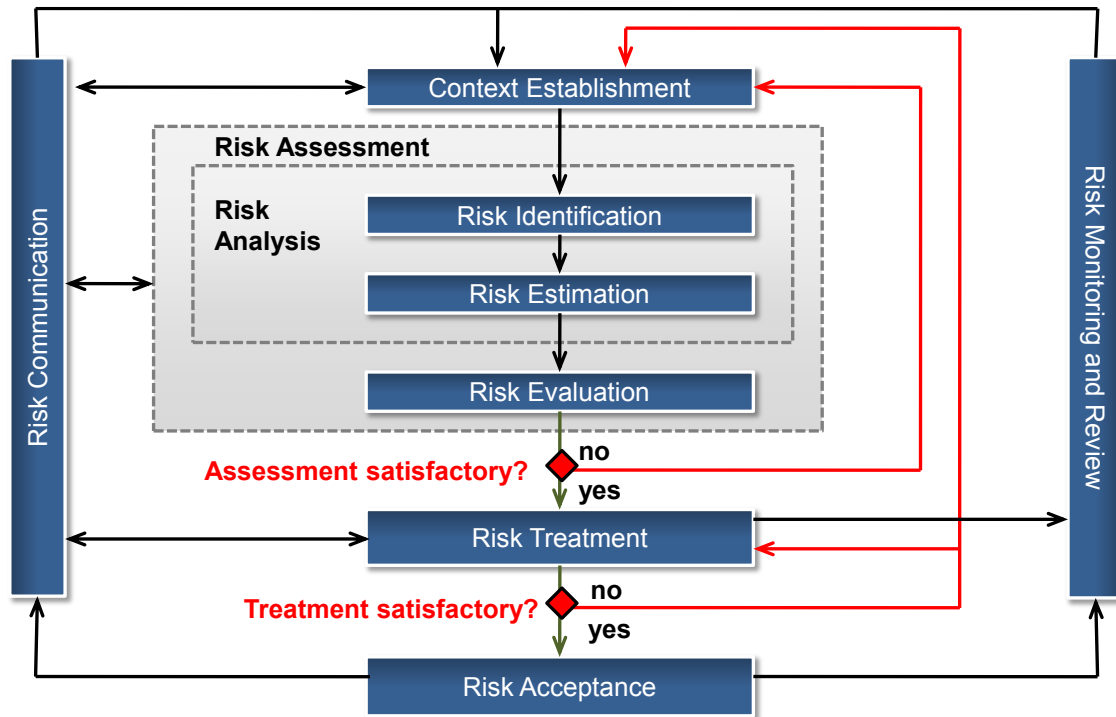 Context Establishment
Risk Assessment
Risk
Analysis
Risk Identification
Risk Estimation
Risk Evaluation
Assessment satisfactory?
no
yes
Risk Treatment
Treatment satisfactory?
no
yes
Risk Acceptance
Risk Communication
Risk Monitoring and Review